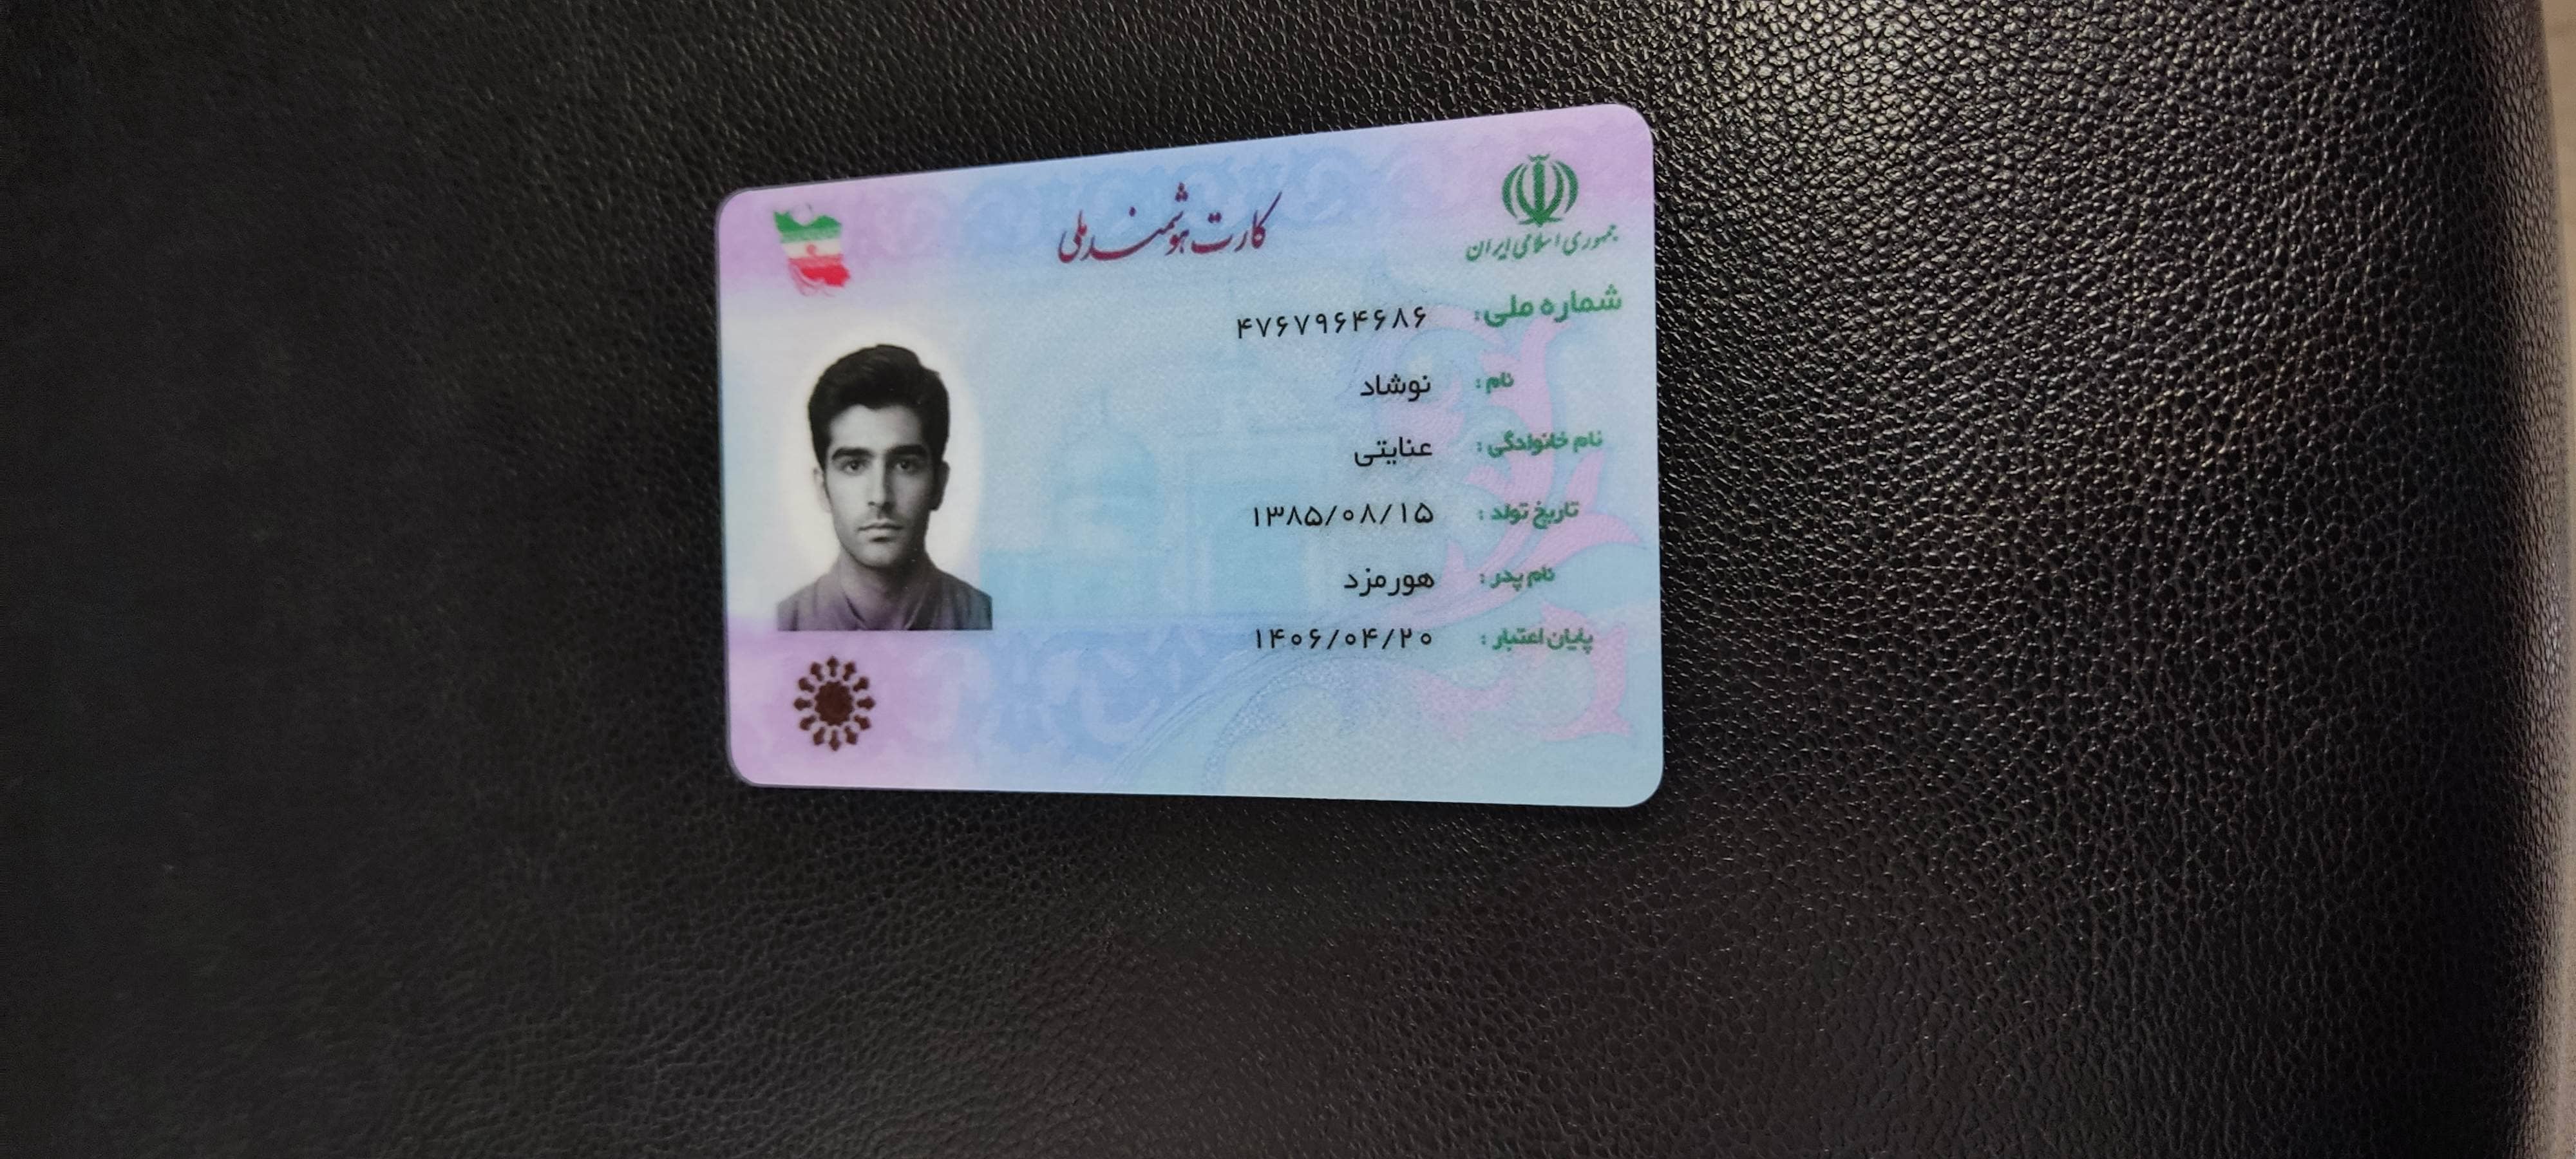 جمهوری اسلامی ایران
کارت هوشمند ملی
شماره ملی: ۴۷۶۷۹۶۴۶۸۶
نام : نوشاد
نام خانوادگی : عنایتی
تاریخ تولد : ۱۳۸۵/۰۸/۱۵
نام پدر : هورمزد
پایان اعتبار : ۱۴۰۶/۰۴/۲۰